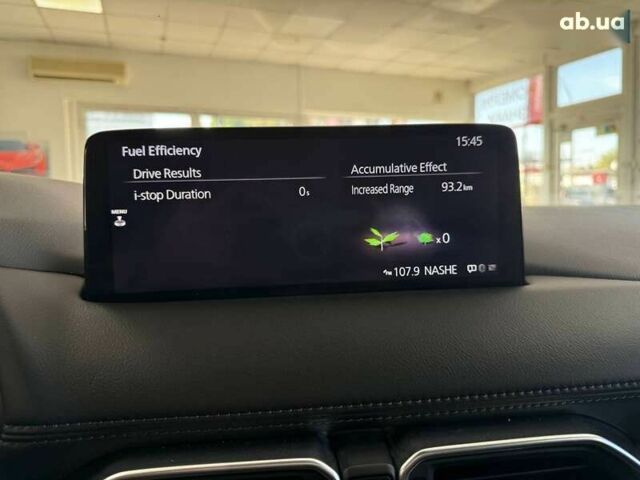 ab.ua
Fuel Efficiency
15:45
Drive Results
Accumulative Effect
i-stop Duration 0s
Increased Range 93.2km
MENU
x0
FM 107.9 NASHE